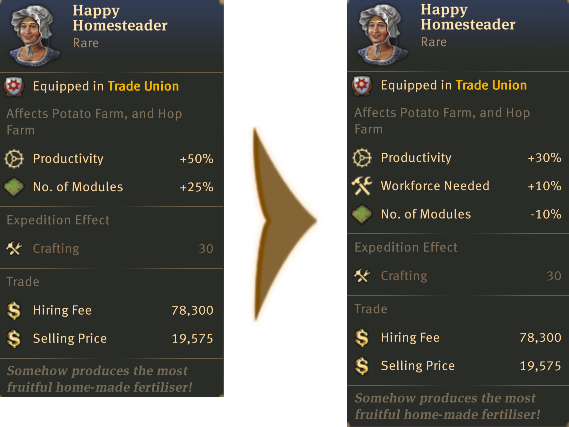 Happy
Homesteader
Rare
Equipped in Trade Union
Affects Potato Farm, and Hop
Farm
Productivity +50%
No. of Modules +25%
Expedition Effect
Crafting 30
Trade
Hiring Fee 78,300
Selling Price 19,575
Somehow produces the most
fruitful home-made fertiliser!
Happy
Homesteader
Rare
Equipped in Trade Union
Affects Potato Farm, and Hop
Farm
Productivity +30%
Workforce Needed +10%
No. of Modules -10%
Expedition Effect
Crafting 30
Trade
Hiring Fee 78,300
Selling Price 19,575
Somehow produces the most
fruitful home-made fertiliser!